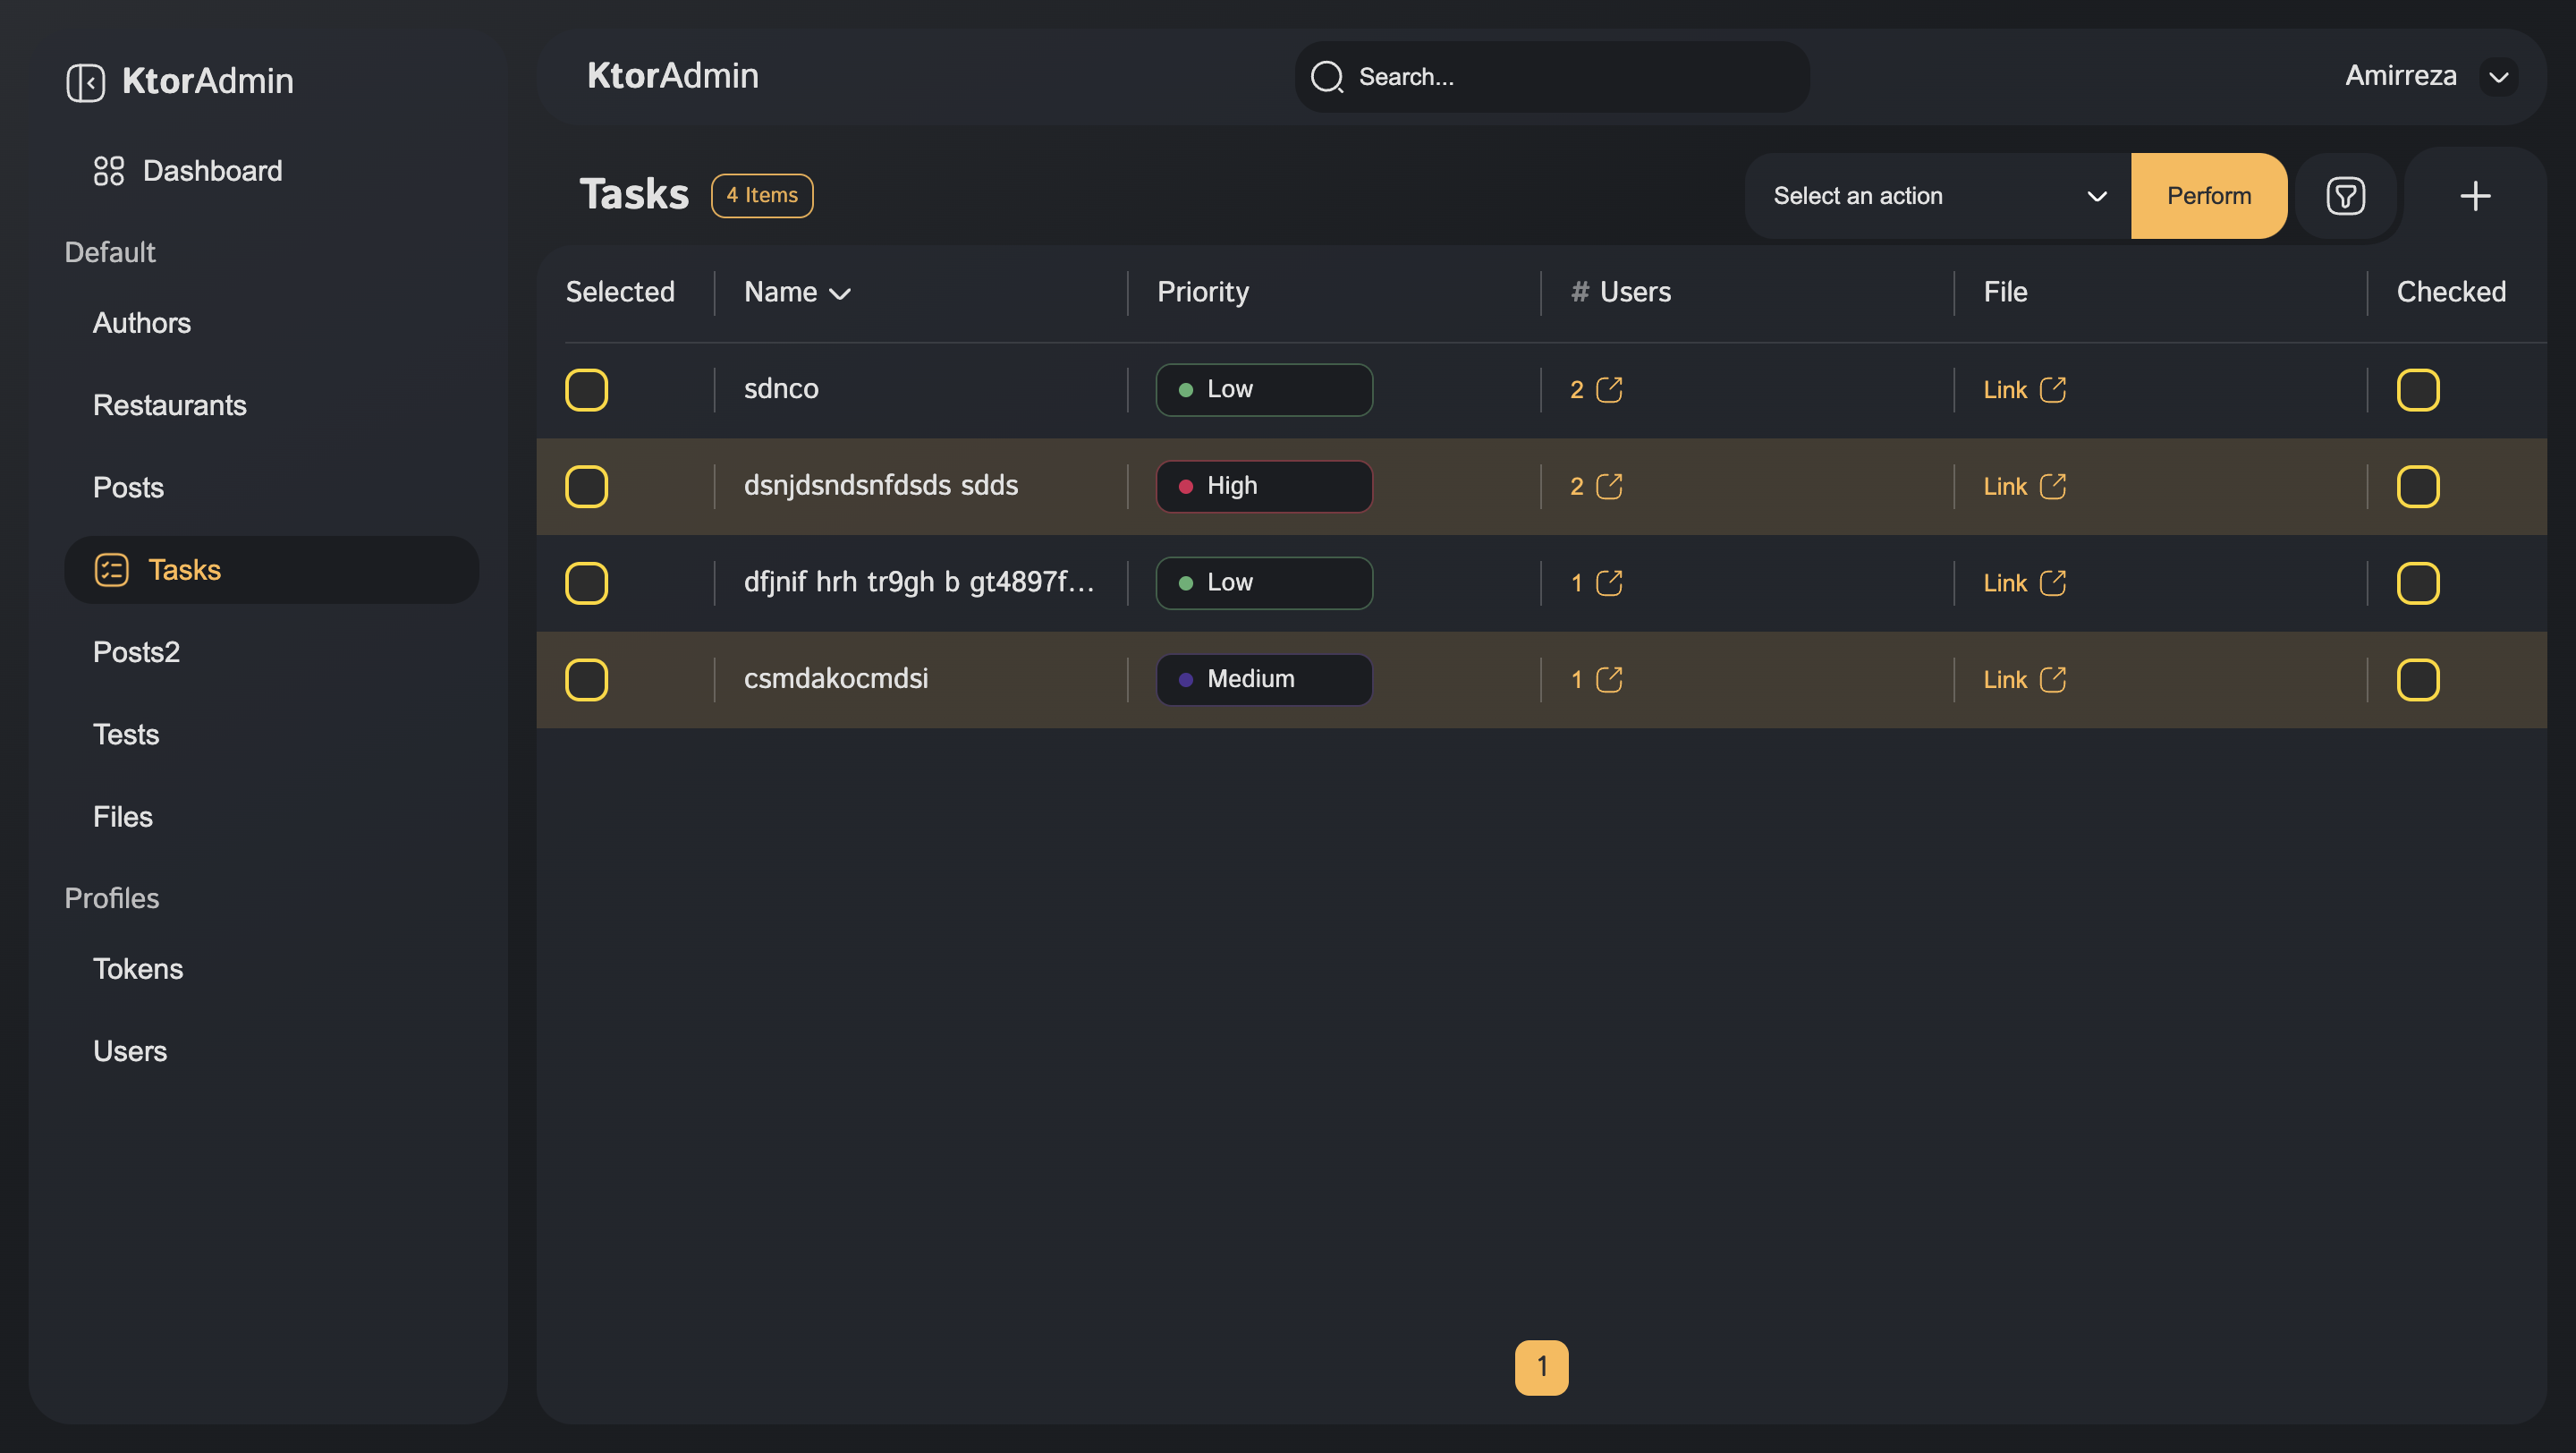 KtorAdmin
Dashboard
Default
Authors
Restaurants
Posts
Tasks
Posts2
Tests
Files
Profiles
Tokens
Users
KtorAdmin
Search...
Amirreza
Tasks
4 Items
Select an action
Perform
Selected Name Priority # Users File Checked
sdnco Low 2 Link
dsnjdsndsnfdsds sdds High 2 Link
dfjnif hrh tr9gh b gt4897f... Low 1 Link
csmdakocmdsi Medium 1 Link
1